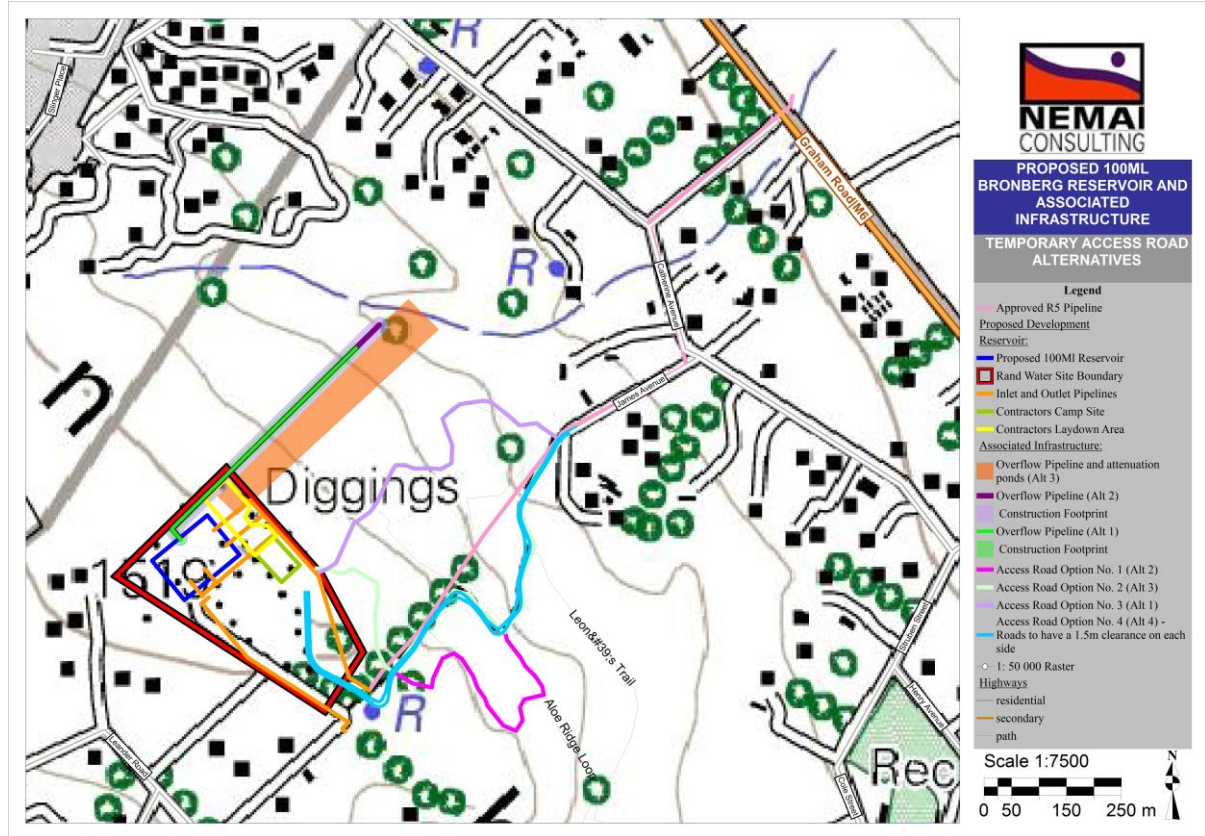 Slinger Place
R
Graham Road|M6
R
Catherine Avenue
James Avenue
n
Diggings
1519
Leon&#39;s Trail
Aloe Ridge Loop
R
Leander Road
Struben Street
Henry Avenue
Cole Street
Rec
NEMAI
CONSULTING
PROPOSED 100ML
BRONBERG RESERVOIR AND
ASSOCIATED
INFRASTRUCTURE
TEMPORARY ACCESS ROAD
ALTERNATIVES
Legend
Approved R5 Pipeline
Proposed Development
Reservoir:
Proposed 100Ml Reservoir
Rand Water Site Boundary
Inlet and Outlet Pipelines
Contractors Camp Site
Contractors Laydown Area
Associated Infrastructure:
Overflow Pipeline and attenuation
ponds (Alt 3)
Overflow Pipeline (Alt 2)
Construction Footprint
Overflow Pipeline (Alt 1)
Construction Footprint
Access Road Option No. 1 (Alt 2)
Access Road Option No. 2 (Alt 3)
Access Road Option No. 3 (Alt 1)
Access Road Option No. 4 (Alt 4) -
Roads to have a 1.5m clearance on each
side
1: 50 000 Raster
Highways
residential
secondary
path
Scale 1:7500
N
0 50 150 250 m